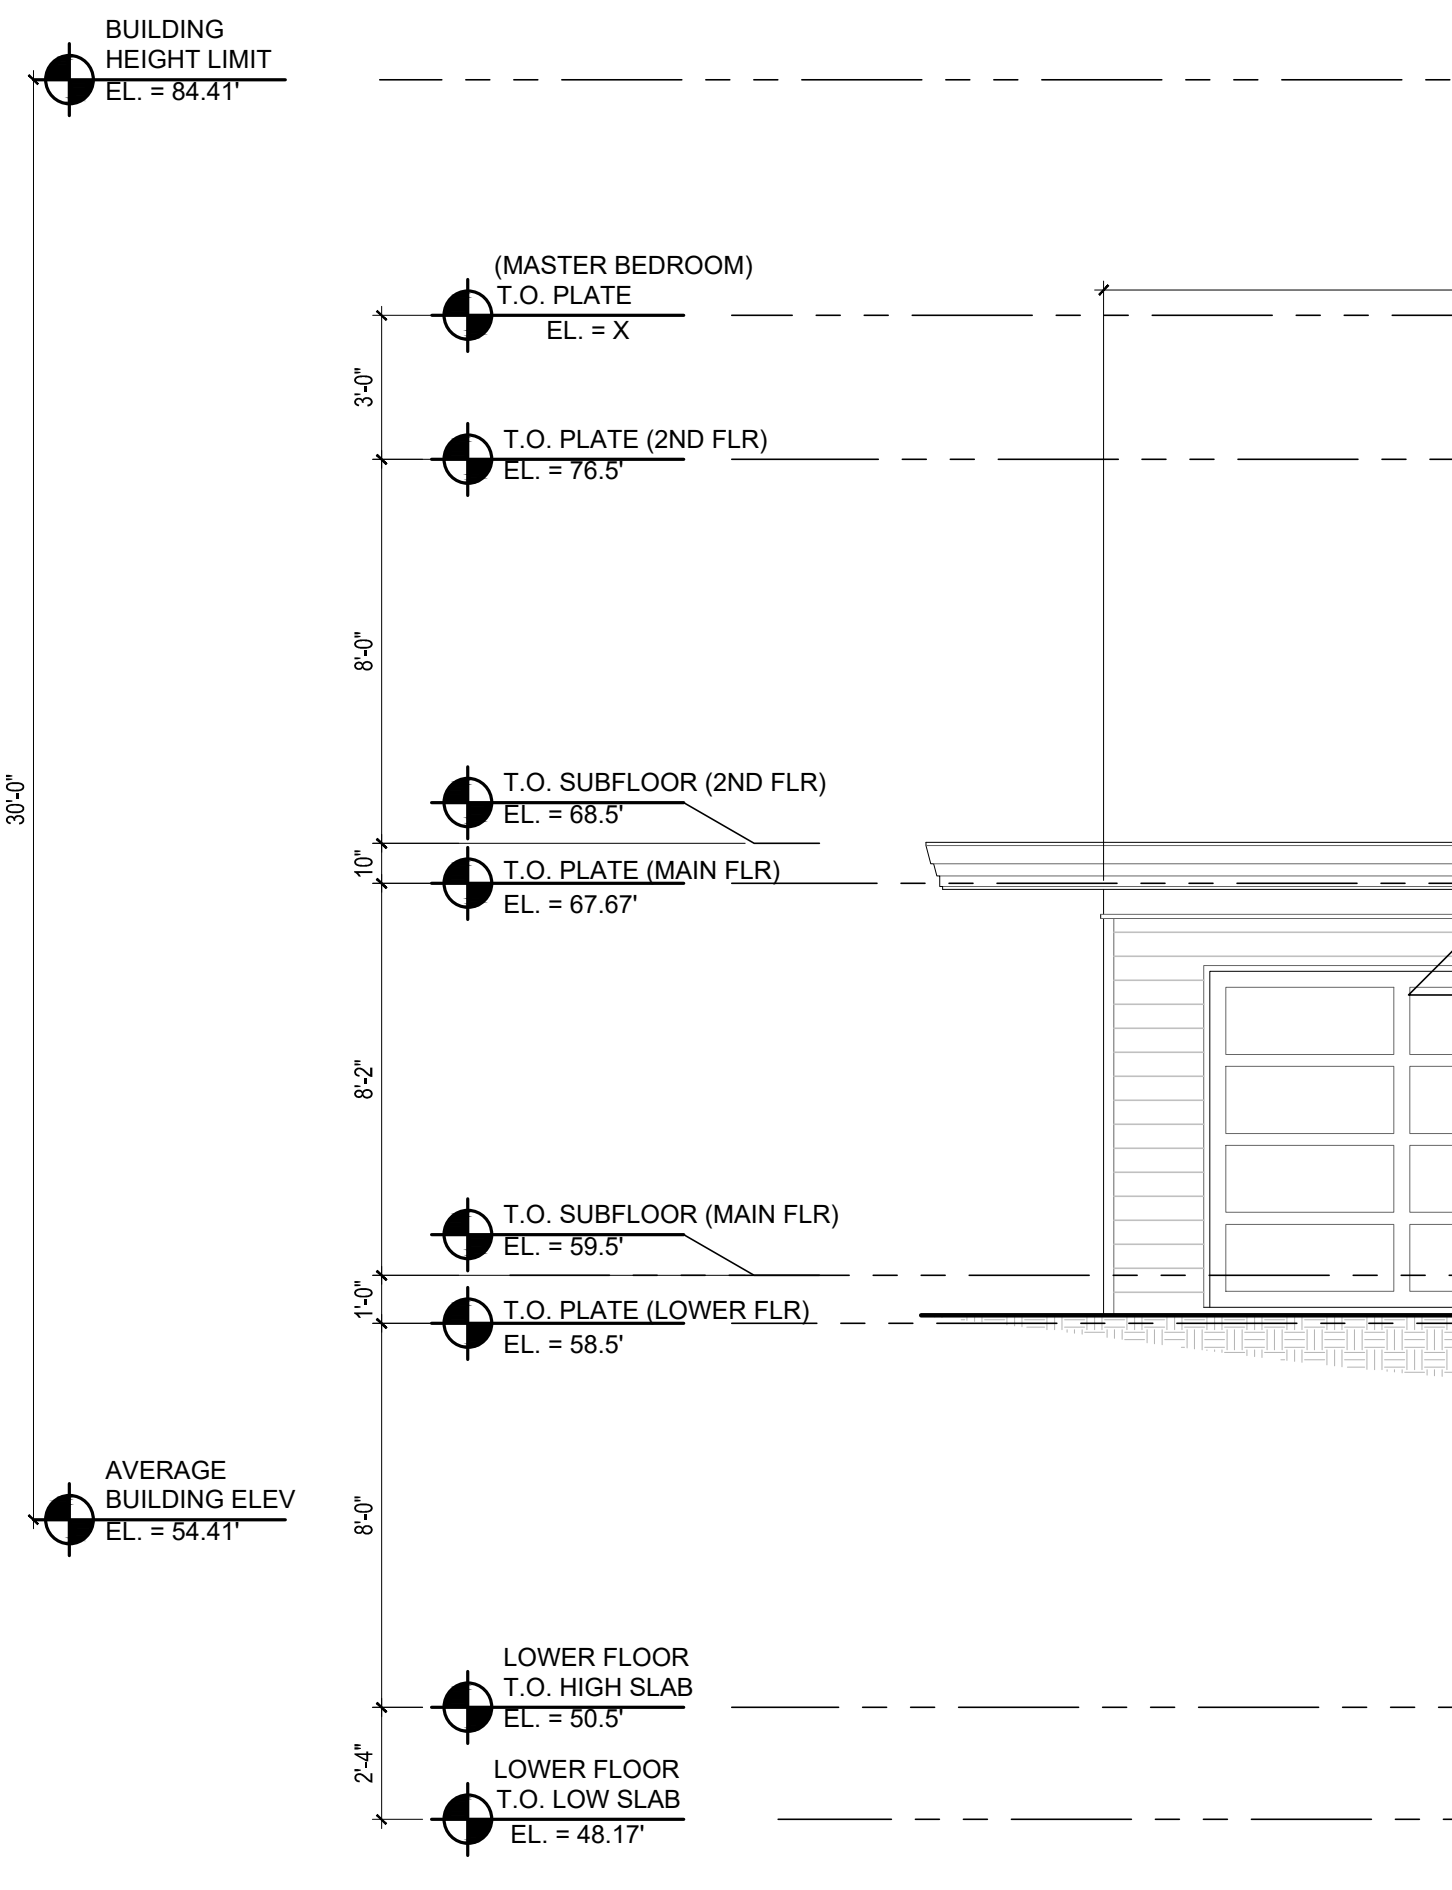 BUILDING
HEIGHT LIMIT
EL. = 84.41'
(MASTER BEDROOM)
T.O. PLATE
EL. = X
3'-0"
T.O. PLATE (2ND FLR)
EL. = 76.5'
8'-0"
30'-0"
T.O. SUBFLOOR (2ND FLR)
EL. = 68.5'
10"
T.O. PLATE (MAIN FLR)
EL. = 67.67'
8'-2"
T.O. SUBFLOOR (MAIN FLR)
EL. = 59.5'
1'-0"
T.O. PLATE (LOWER FLR)
EL. = 58.5'
AVERAGE
BUILDING ELEV
EL. = 54.41'
8'-0"
LOWER FLOOR
T.O. HIGH SLAB
EL. = 50.5'
2'-4"
LOWER FLOOR
T.O. LOW SLAB
EL. = 48.17'